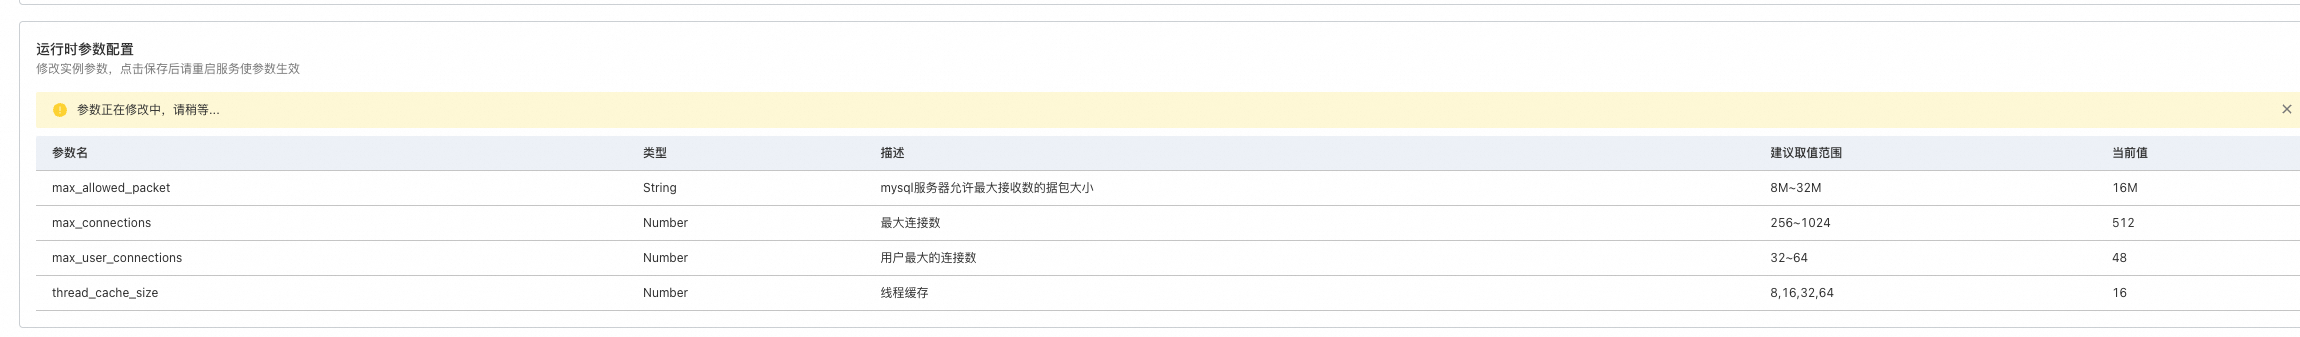 运行时参数配置
修改实例参数，点击保存后请重启服务使参数生效
参数正在修改中，请稍等...
参数名 类型 描述 建议取值范围 当前值
max_allowed_packet String mysql服务器允许最大接收数的据包大小 8M~32M 16M
max_connections Number 最大连接数 256~1024 512
max_user_connections Number 用户最大的连接数 32~64 48
thread_cache_size Number 线程缓存 8,16,32,64 16